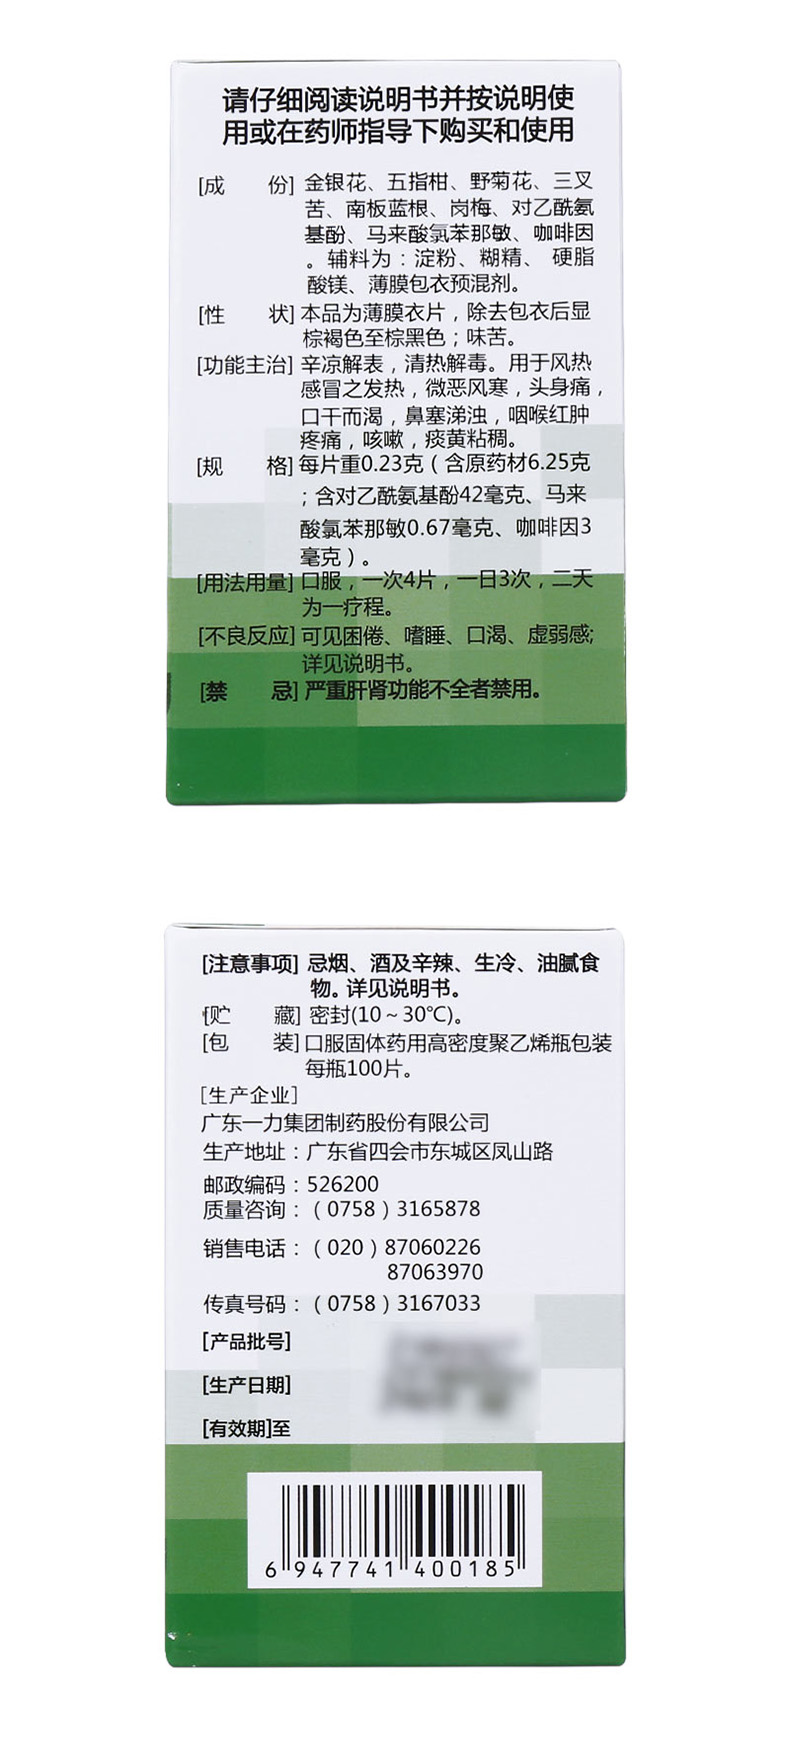 请仔细阅读说明书并按说明使
用或在药师指导下购买和使用
[成 份] 金银花、五指柑、野菊花、三叉
苦、南板蓝根、岗梅、对乙酰氨
基酚、马来酸氯苯那敏、咖啡因
。辅料为：淀粉、糊精、 硬脂
酸镁、薄膜包衣预混剂。
[性 状] 本品为薄膜衣片，除去包衣后显
棕褐色至棕黑色；味苦。
[功能主治] 辛凉解表，清热解毒。用于风热
感冒之发热，微恶风寒，头身痛，
口干而渴，鼻塞涕浊，咽喉红肿
疼痛，咳嗽，痰黄粘稠。
[规 格] 每片重0.23克（含原药材6.25克
；含对乙酰氨基酚42毫克、马来
酸氯苯那敏0.67毫克、咖啡因3
毫克）。
[用法用量] 口服，一次4片，一日3次，二天
为一疗程。
[不良反应] 可见困倦、嗜睡、口渴、虚弱感;
详见说明书。
[禁 忌] 严重肝肾功能不全者禁用。
[注意事项] 忌烟、酒及辛辣、生冷、油腻食
物。详见说明书。
[贮 藏] 密封(10～30℃)。
[包 装] 口服固体药用高密度聚乙烯瓶包装
每瓶100片。
[生产企业]
广东一力集团制药股份有限公司
生产地址：广东省四会市东城区凤山路
邮政编码：526200
质量咨询：（0758）3165878
销售电话：（020）87060226
87063970
传真号码：（0758）3167033
[产品批号]
[生产日期]
[有效期]至
6 947741 400185